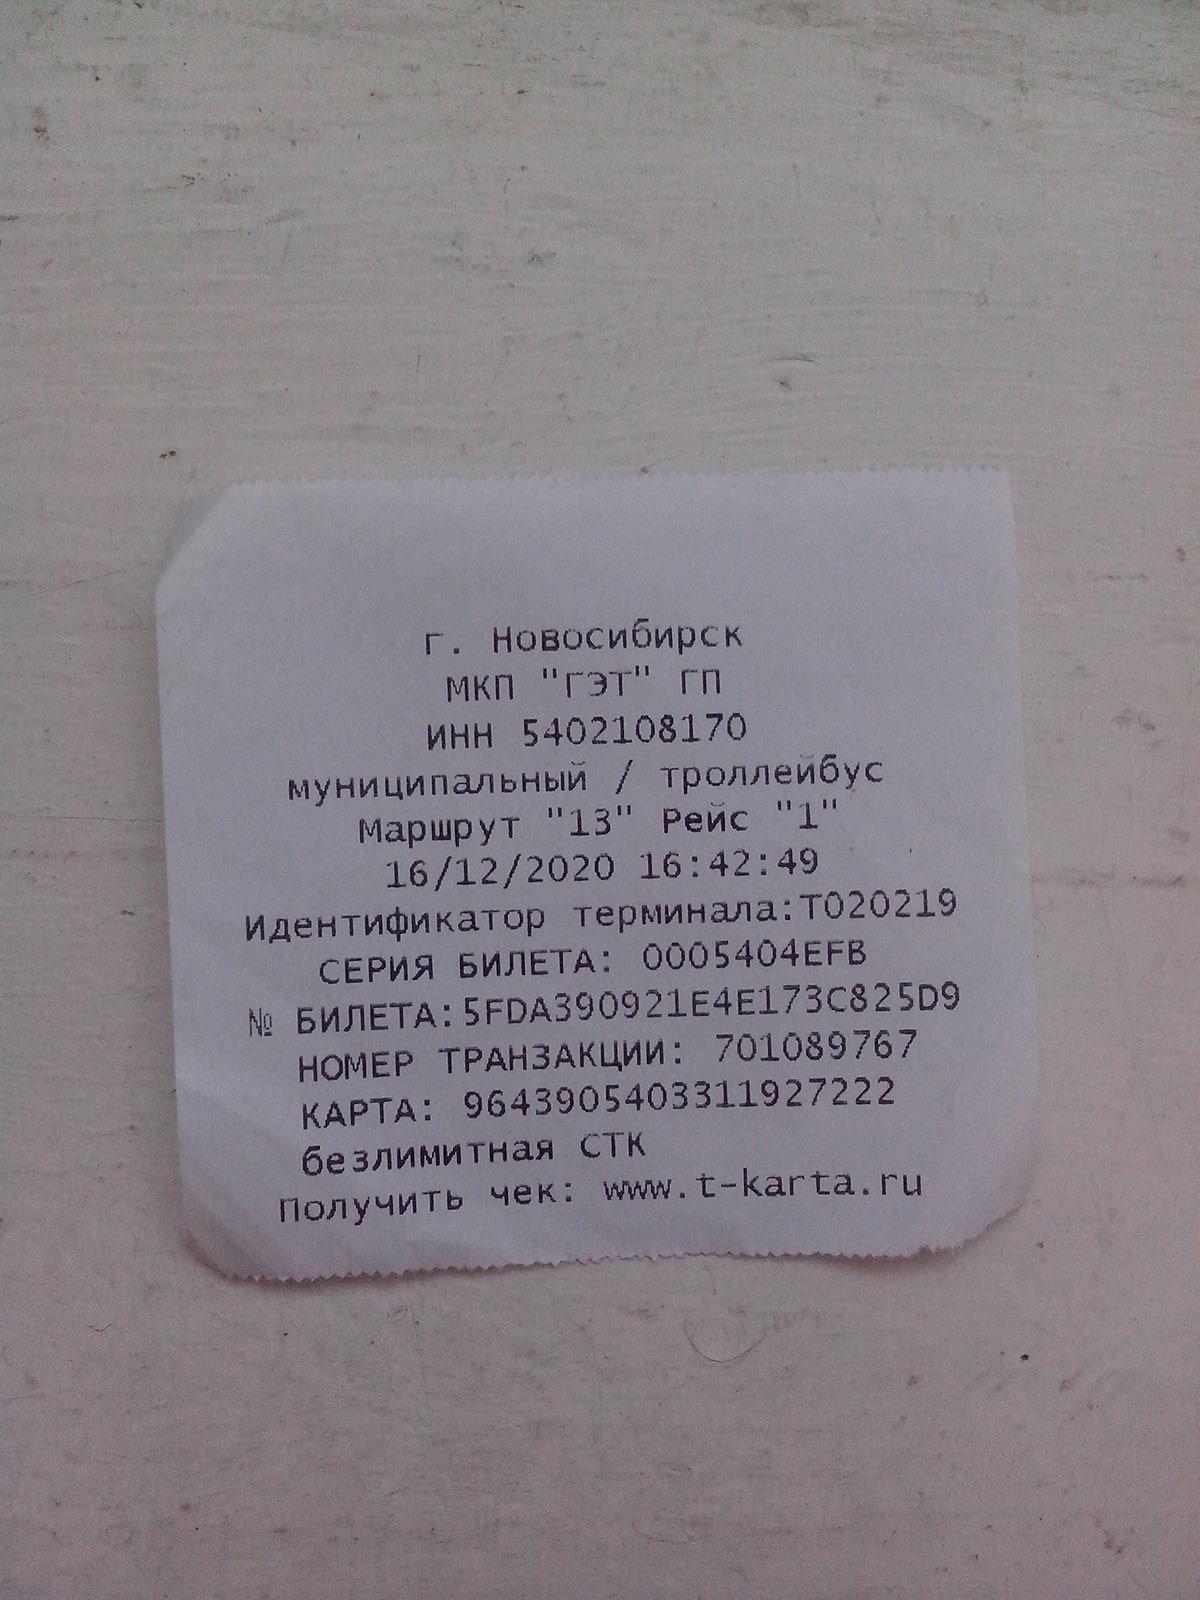 г. Новосибирск
МКП "ГЭТ" ГП
ИНН 5402108170
муниципальный / троллейбус
Маршрут "13" Рейс "1"
16/12/2020 16:42:49
Идентификатор терминала:T020219
СЕРИЯ БИЛЕТА: 0005404EFB
№ БИЛЕТА:5FDA390921E4E173C825D9
НОМЕР ТРАНЗАКЦИИ: 701089767
КАРТА: 9643905403311927222
безлимитная СТК
Получить чек: www.t-karta.ru